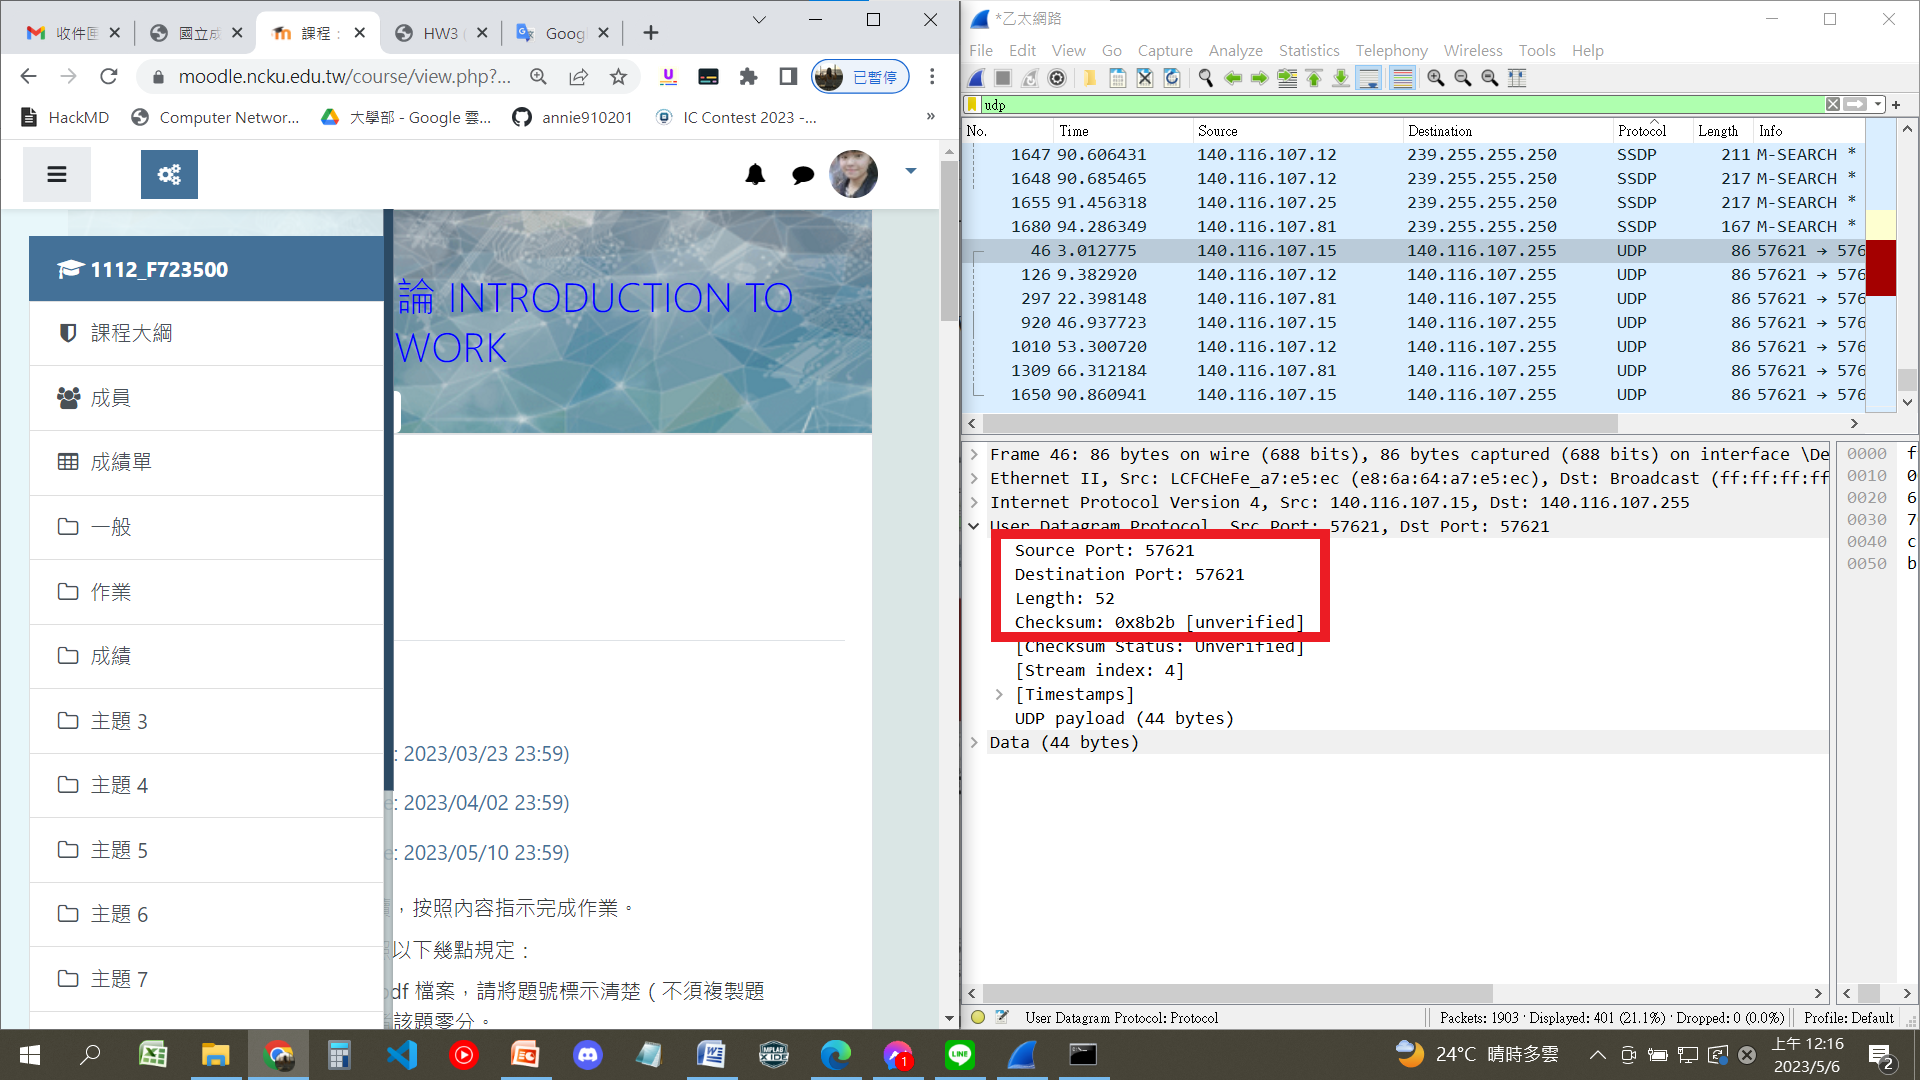 收件匣
國立成
課程：
HW3 (
Goog
moodle.ncku.edu.tw/course/view.php?...
已暫停
HackMD
Computer Networ...
大學部 - Google 雲...
annie910201
IC Contest 2023 -...
»
1112_F723500
課程大綱
成員
成績單
一般
作業
成績
主題 3
主題 4
主題 5
主題 6
主題 7
論 INTRODUCTION TO
WORK
: 2023/03/23 23:59)
: 2023/04/02 23:59)
: 2023/05/10 23:59)
，按照內容指示完成作業。
以下幾點規定：
df 檔案，請將題號標示清楚（不須複製題
該題零分。
*乙太網路
File Edit View Go Capture Analyze Statistics Telephony Wireless Tools Help
udp
No. Time Source Destination Protocol Length Info
1647 90.606431 140.116.107.12 239.255.255.250 SSDP 211 M-SEARCH *
1648 90.685465 140.116.107.12 239.255.255.250 SSDP 217 M-SEARCH *
1655 91.456318 140.116.107.25 239.255.255.250 SSDP 217 M-SEARCH *
1680 94.286349 140.116.107.81 239.255.255.250 SSDP 167 M-SEARCH *
46 3.012775 140.116.107.15 140.116.107.255 UDP 86 57621 → 576
126 9.382920 140.116.107.12 140.116.107.255 UDP 86 57621 → 576
297 22.398148 140.116.107.81 140.116.107.255 UDP 86 57621 → 576
920 46.937723 140.116.107.15 140.116.107.255 UDP 86 57621 → 576
1010 53.300720 140.116.107.12 140.116.107.255 UDP 86 57621 → 576
1309 66.312184 140.116.107.81 140.116.107.255 UDP 86 57621 → 576
1650 90.860941 140.116.107.15 140.116.107.255 UDP 86 57621 → 576
Frame 46: 86 bytes on wire (688 bits), 86 bytes captured (688 bits) on interface \De
Ethernet II, Src: LCFCHeFe_a7:e5:ec (e8:6a:64:a7:e5:ec), Dst: Broadcast (ff:ff:ff:ff
Internet Protocol Version 4, Src: 140.116.107.15, Dst: 140.116.107.255
User Datagram Protocol, Src Port: 57621, Dst Port: 57621
Source Port: 57621
Destination Port: 57621
Length: 52
Checksum: 0x8b2b [unverified]
[Checksum Status: Unverified]
[Stream index: 4]
[Timestamps]
UDP payload (44 bytes)
Data (44 bytes)
0000 f
0010 0
0020 6
0030 7
0040 c
0050 b
User Datagram Protocol: Protocol
Packets: 1903 · Displayed: 401 (21.1%) · Dropped: 0 (0.0%)
Profile: Default
1
LINE
24°C 晴時多雲
上午 12:16
2023/5/6
2